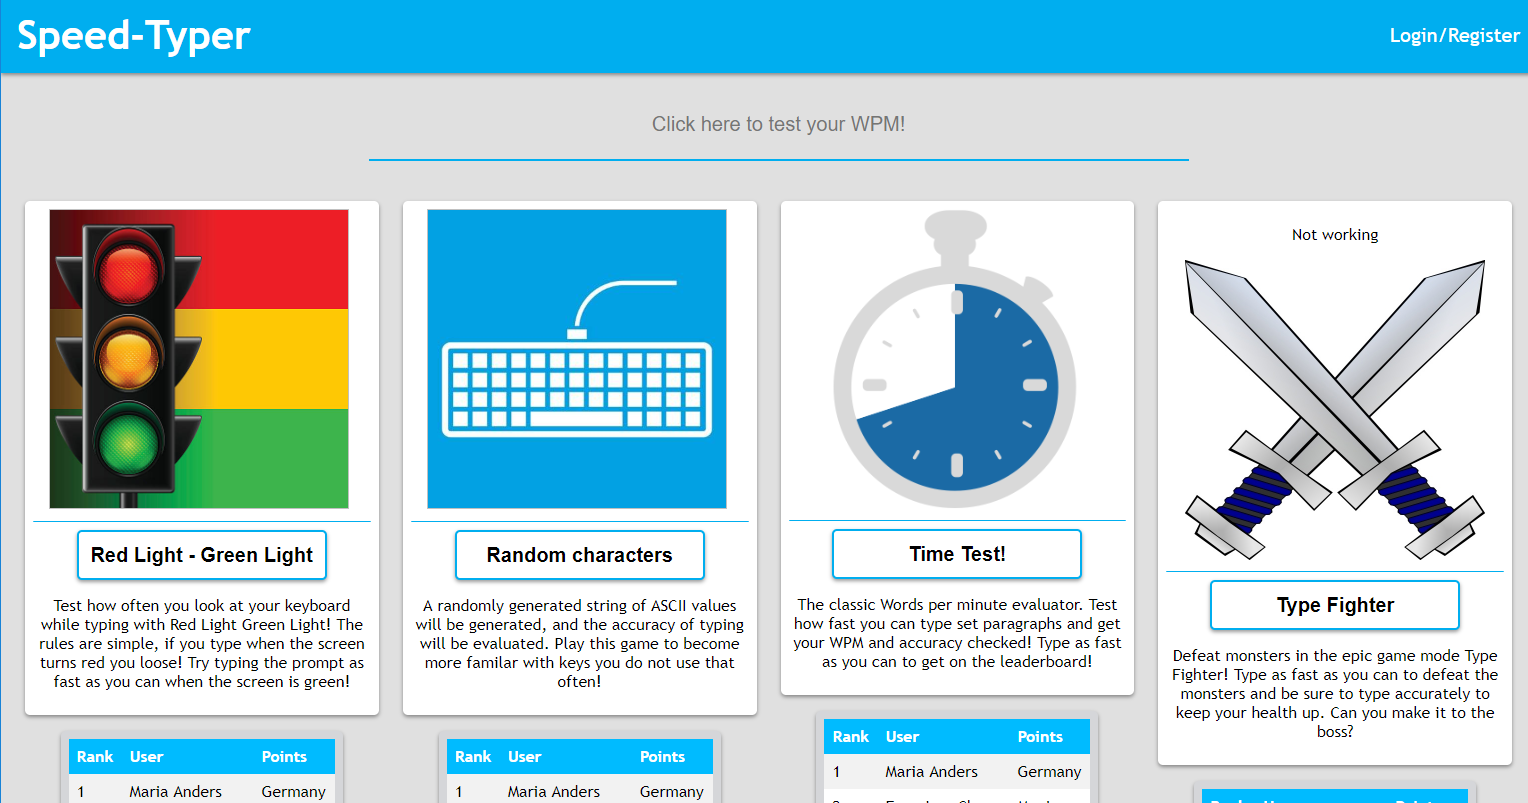 Speed-Typer
Login/Register
Click here to test your WPM!
Red Light - Green Light
Test how often you look at your keyboard
while typing with Red Light Green Light! The
rules are simple, if you type when the screen
turns red you loose! Try typing the prompt as
fast as you can when the screen is green!
Rank User Points
1 Maria Anders Germany
Random characters
A randomly generated string of ASCII values
will be generated, and the accuracy of typing
will be evaluated. Play this game to become
more familar with keys you do not use that
often!
Rank User Points
1 Maria Anders Germany
Time Test!
The classic Words per minute evaluator. Test
how fast you can type set paragraphs and get
your WPM and accuracy checked! Type as fast
as you can to get on the leaderboard!
Rank User Points
1 Maria Anders Germany
Not working
Type Fighter
Defeat monsters in the epic game mode Type
Fighter! Type as fast as you can to defeat the
monsters and be sure to type accurately to
keep your health up. Can you make it to the
boss?
Rank User Points